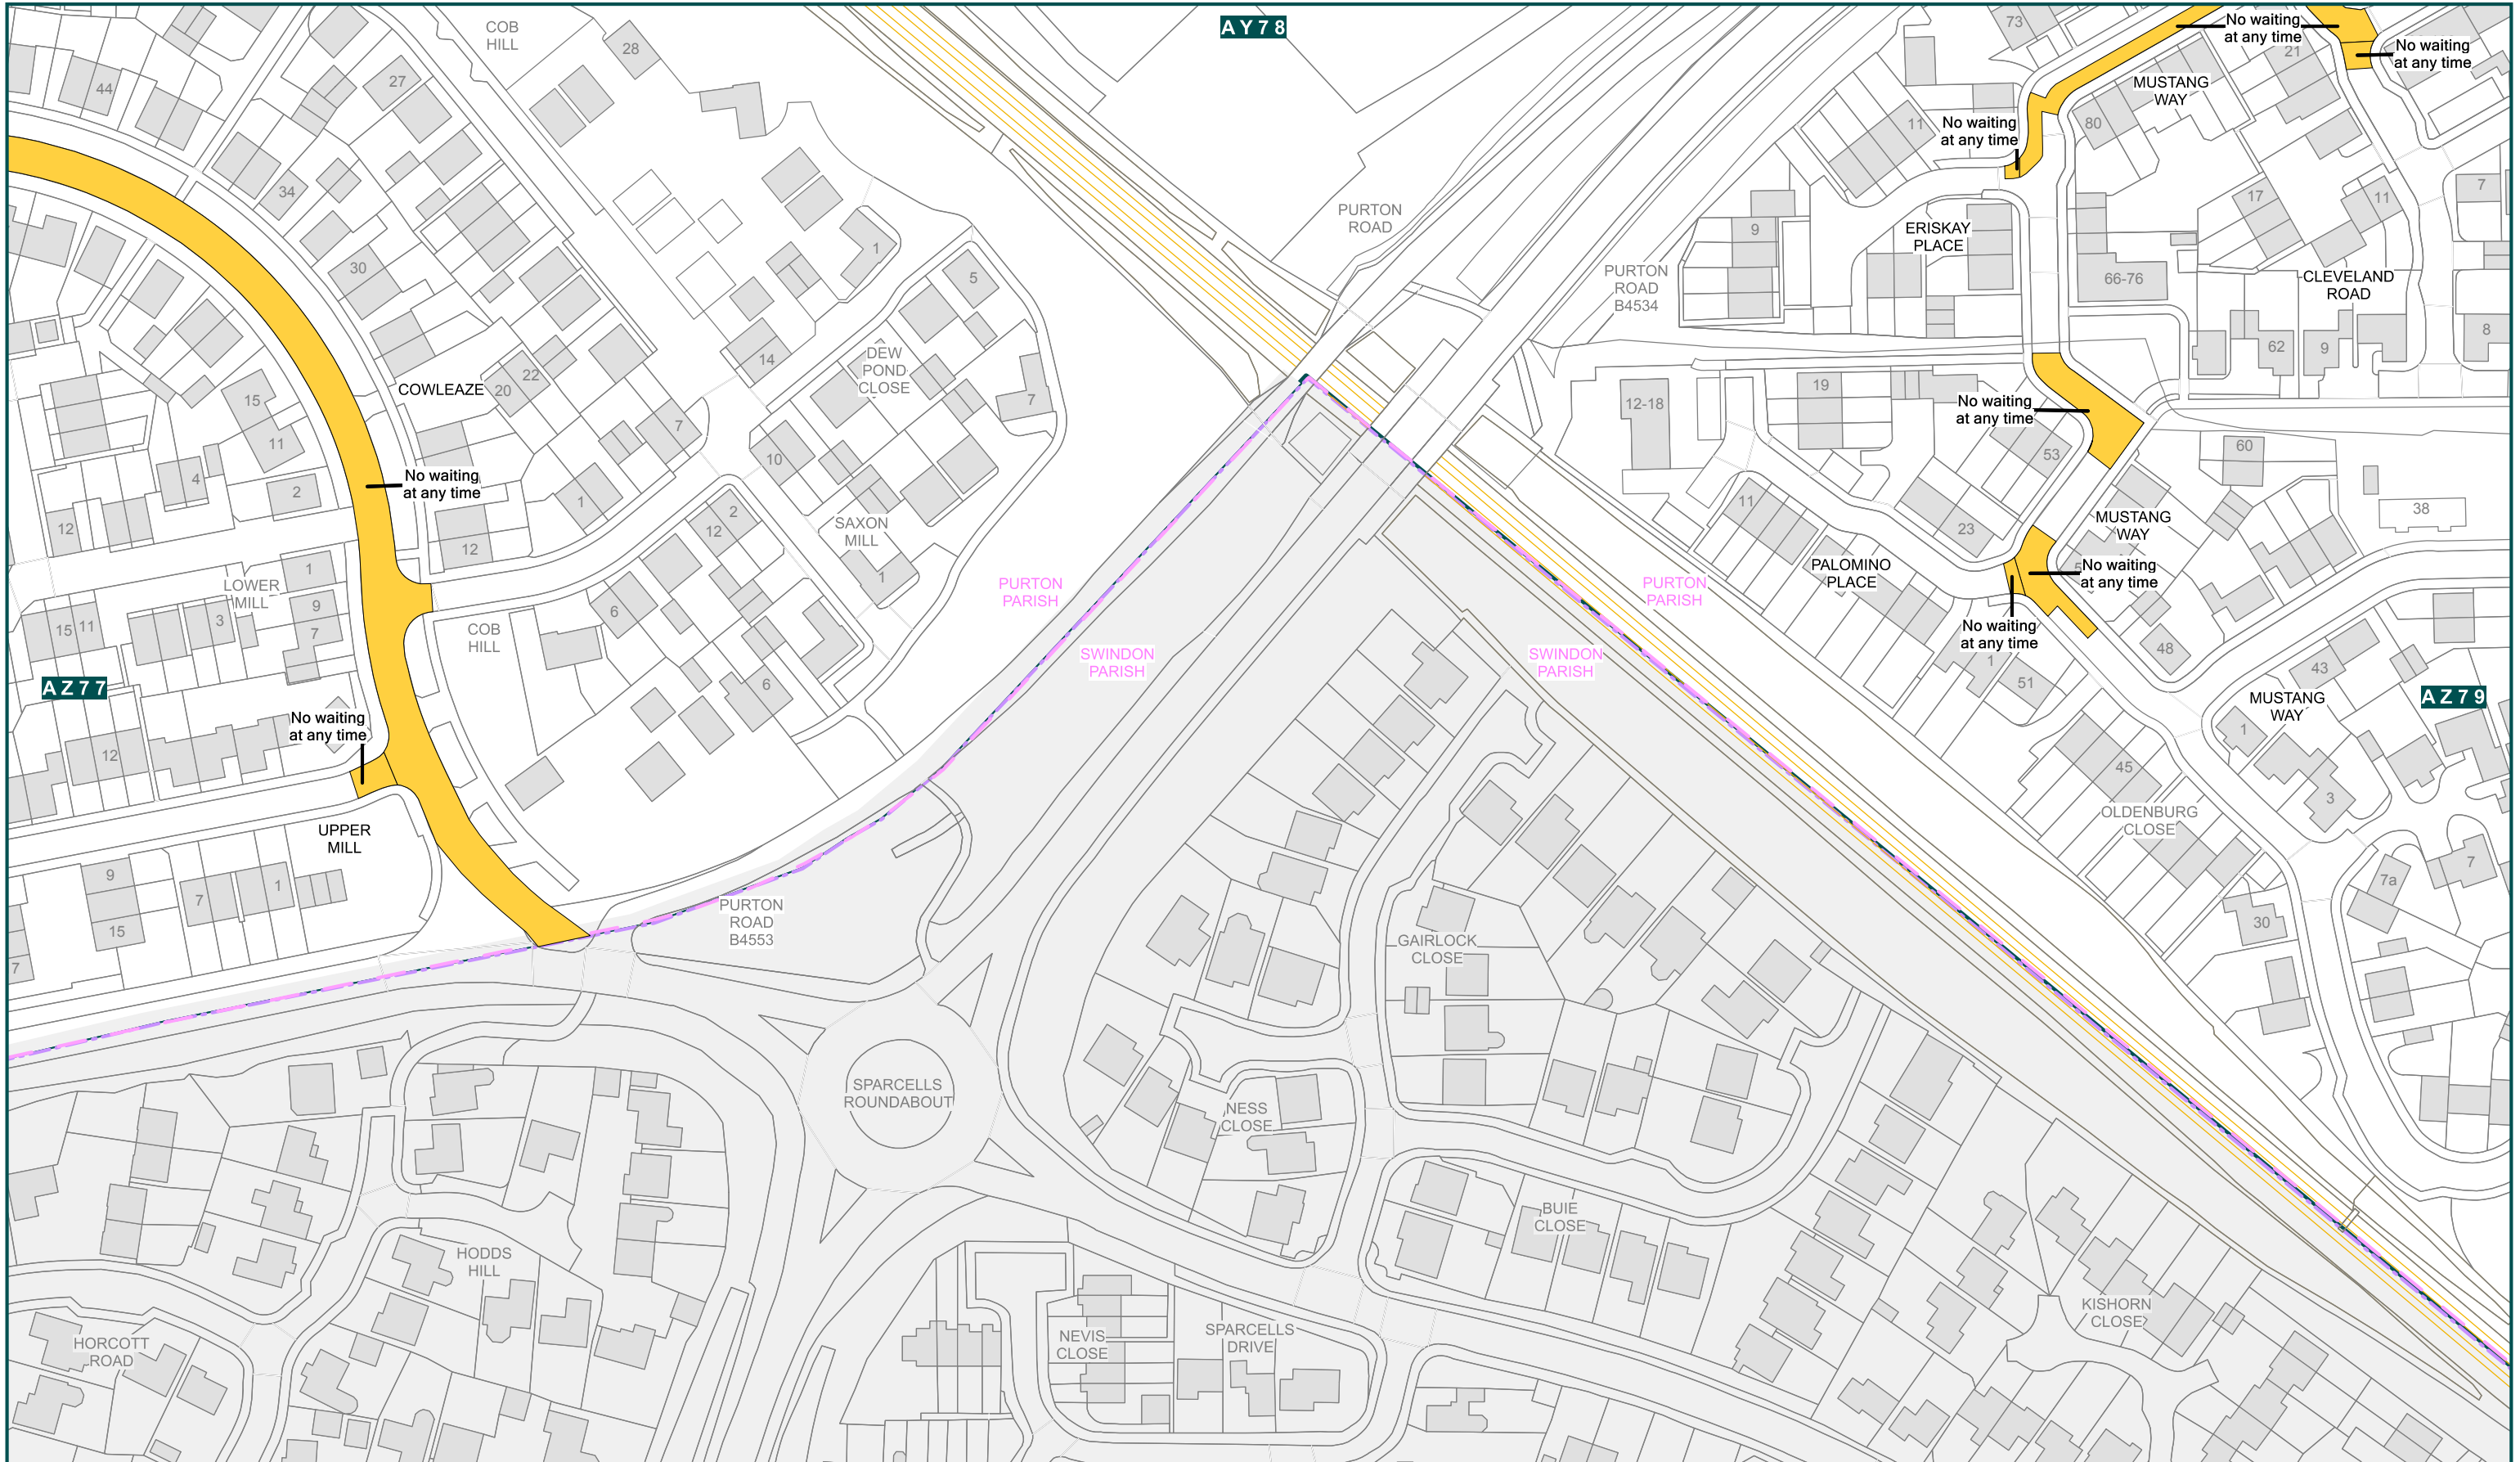 AY78
COB
HILL
28
44
27
34
30
COWLEAZE
20
22
15
11
4
2
12
12
1
7
14
1
5
DEW
POND
CLOSE
7
10
SAXON
MILL
1
2
12
6
6
No waiting
at any time
LOWER
MILL
1
9
7
3
15
11
COB
HILL
AZ77
12
No waiting
at any time
UPPER
MILL
9
15
7
1
7
PURTON
ROAD
B4553
PURTON
ROAD
PURTON
ROAD
B4534
PURTON
PARISH
SWINDON
PARISH
PURTON
PARISH
SWINDON
PARISH
73
11
No waiting
at any time
No waiting
at any time
No waiting
at any time
21
MUSTANG
WAY
80
9
ERISKAY
PLACE
17
11
7
66-76
CLEVELAND
ROAD
62
9
8
12-18
19
No waiting
at any time
53
60
38
11
23
MUSTANG
WAY
PALOMINO
PLACE
No waiting
at any time
No waiting
at any time
1
51
48
43
AZ79
MUSTANG
WAY
1
3
45
OLDENBURG
CLOSE
7a
7
30
GAIRLOCK
CLOSE
SPARCELLS
ROUNDABOUT
NESS
CLOSE
BUIE
CLOSE
HODDS
HILL
HORCOTT
ROAD
NEVIS
CLOSE
SPARCELLS
DRIVE
KISHORN
CLOSE